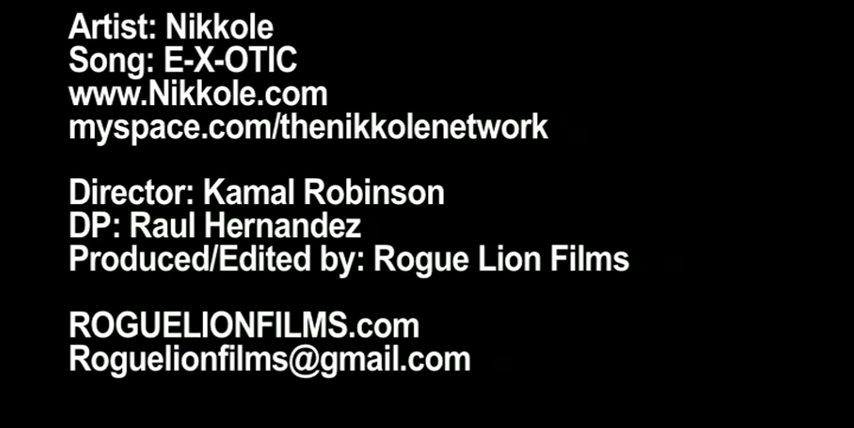 Artist: Nikkole
Song: E-X-OTIC
www.Nikkole.com
myspace.com/thenikkolenetwork
Director: Kamal Robinson
DP: Raul Hernandez
Produced/Edited by: Rogue Lion Films
ROGUELIONFILMS.com
Roguelionfilms@gmail.com